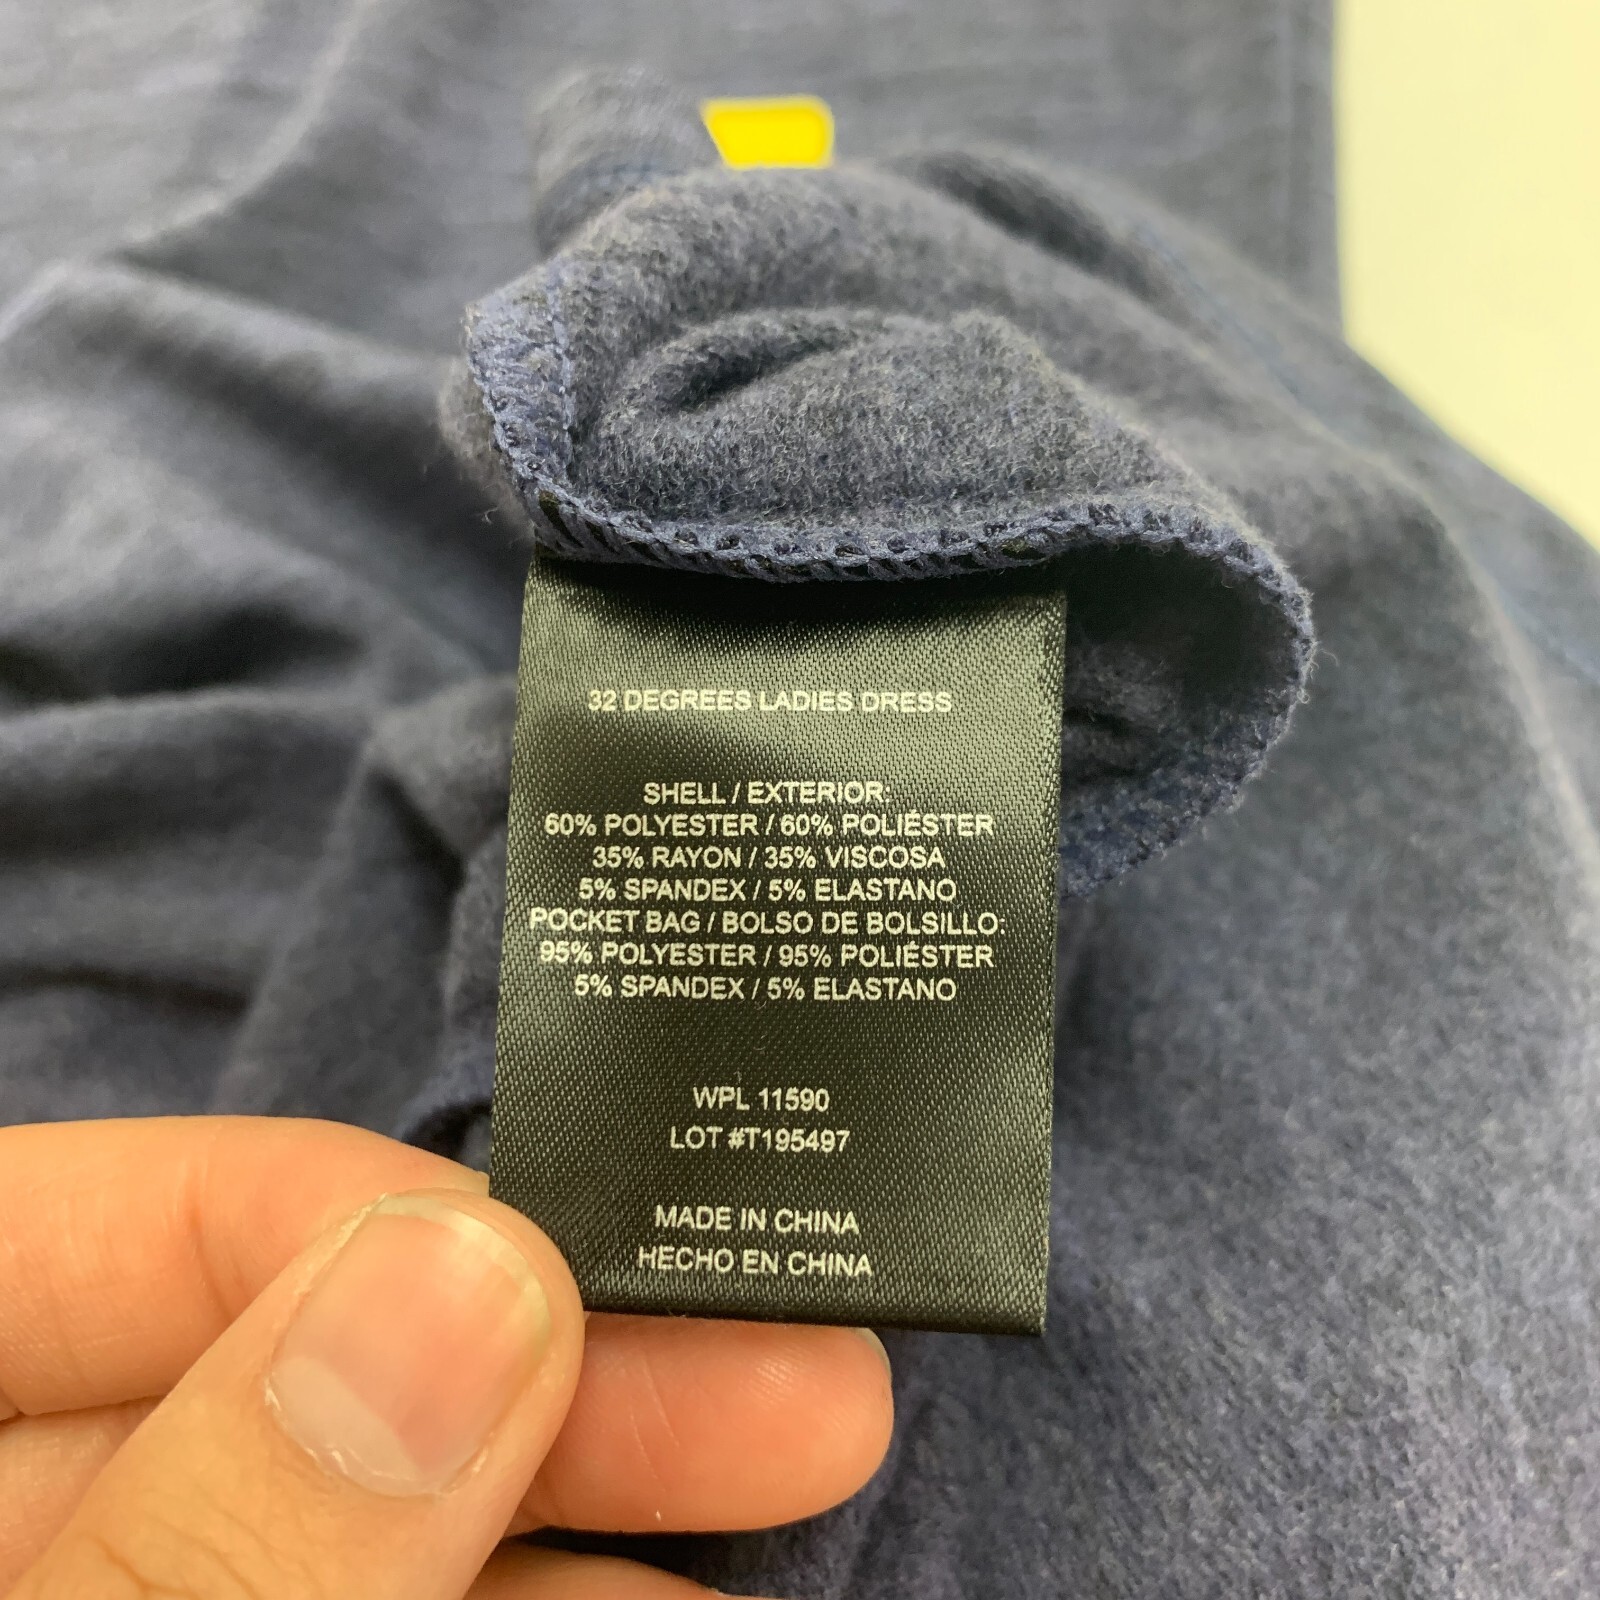 32 DEGREES LADIES DRESS
SHELL / EXTERIOR:
60% POLYESTER / 60% POLIÉSTER
35% RAYON / 35% VISCOSA
5% SPANDEX / 5% ELASTANO
POCKET BAG / BOLSO DE BOLSILLO:
95% POLYESTER / 95% POLIÉSTER
5% SPANDEX / 5% ELASTANO
WPL 11590
LOT #T195497
MADE IN CHINA
HECHO EN CHINA